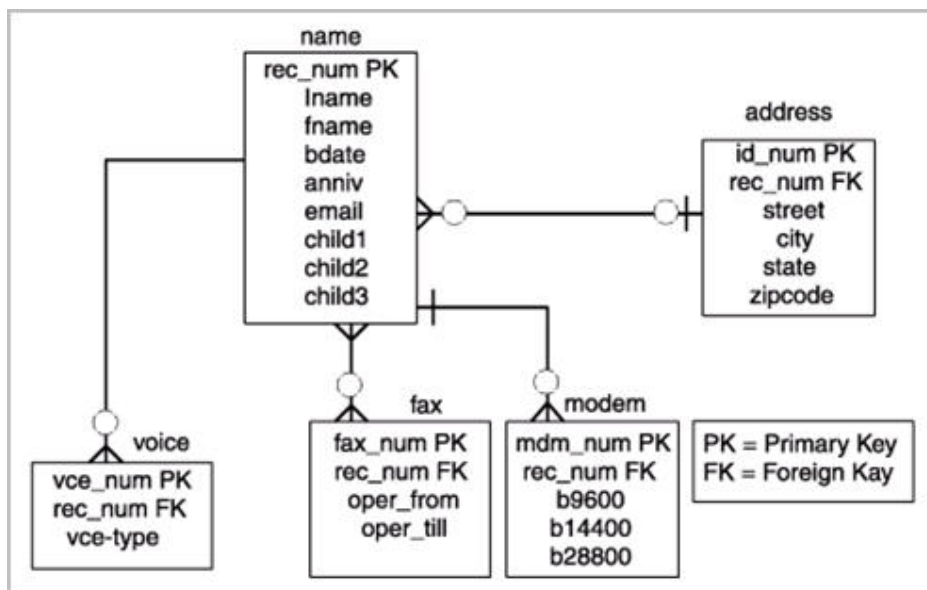 name
rec_num PK
lname
fname
bdate
anniv
email
child1
child2
child3
address
id_num PK
rec_num FK
street
city
state
zipcode
voice
vce_num PK
rec_num FK
vce-type
fax
fax_num PK
rec_num FK
oper_from
oper_till
modem
mdm_num PK
rec_num FK
b9600
b14400
b28800
PK = Primary Key
FK = Foreign Kay